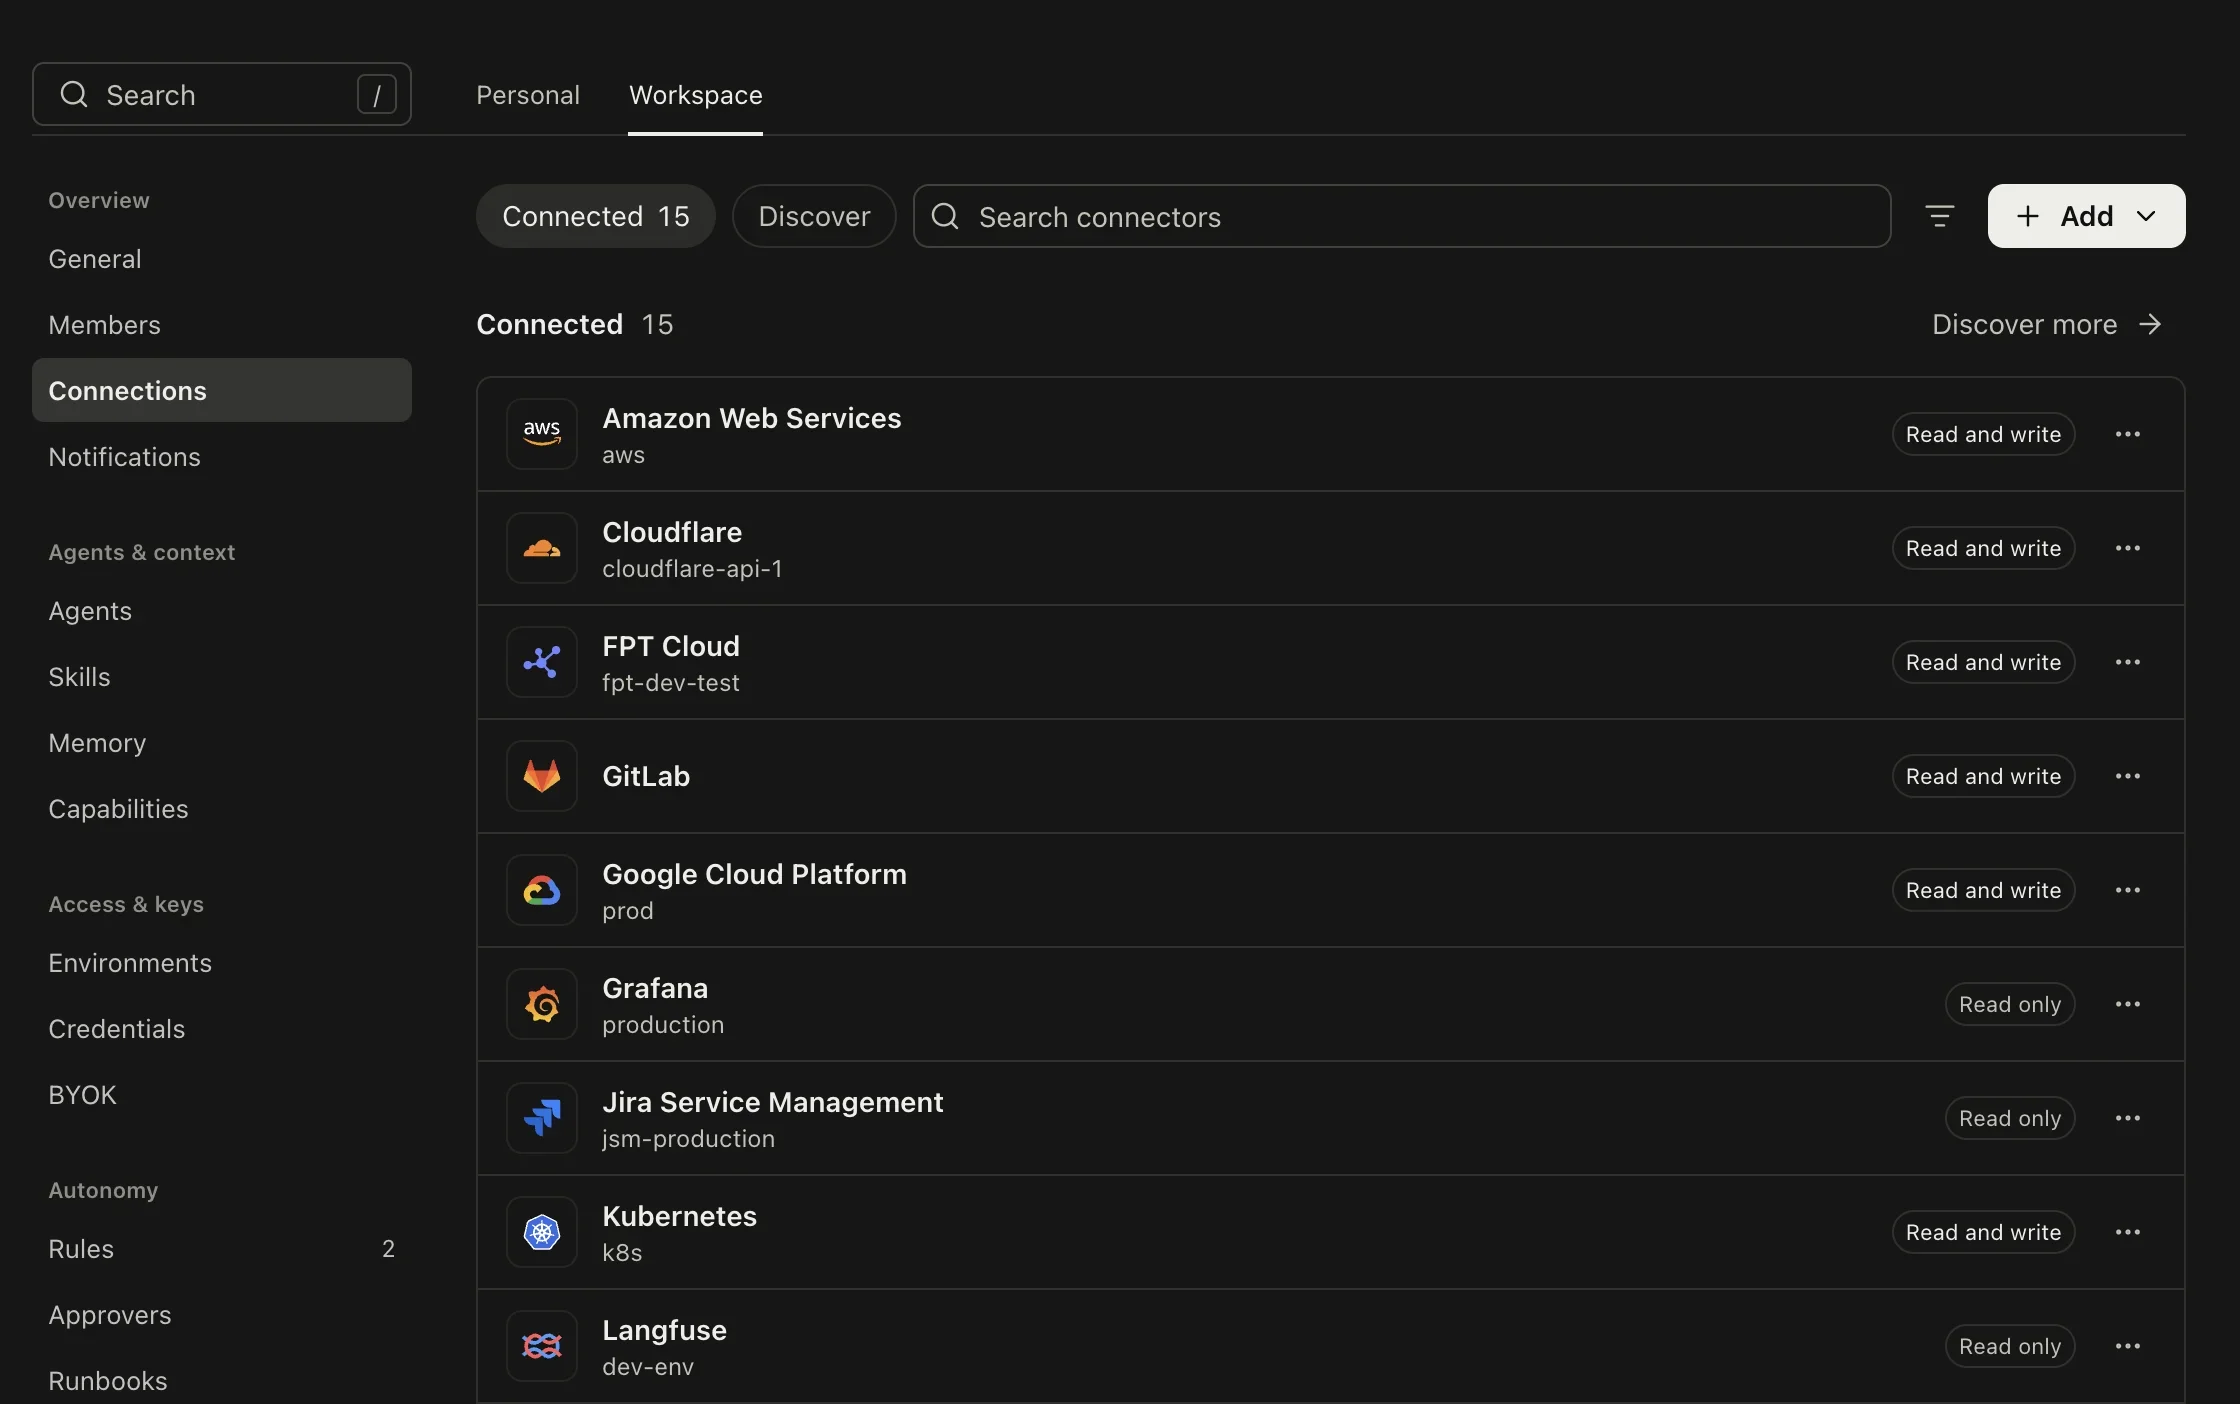 Search /
Personal Workspace
Overview
General
Members
Connections
Notifications
Agents & context
Agents
Skills
Memory
Capabilities
Access & keys
Environments
Credentials
BYOK
Autonomy
Rules 2
Approvers
Runbooks
Connected 15 Discover Search connectors Add
Connected 15 Discover more
aws
Amazon Web Services
aws
Read and write
Cloudflare
cloudflare-api-1
Read and write
FPT Cloud
fpt-dev-test
Read and write
GitLab
Read and write
Google Cloud Platform
prod
Read and write
Grafana
production
Read only
Jira Service Management
jsm-production
Read only
Kubernetes
k8s
Read and write
Langfuse
dev-env
Read only